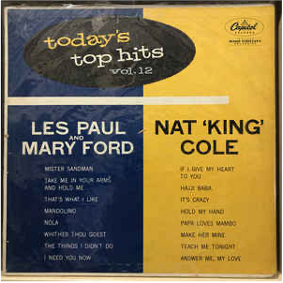 today's
top hits
vol. 12
Capitol
RECORDS
LES PAUL
AND
MARY FORD
MISTER SANDMAN
TAKE ME IN YOUR ARMS
AND HOLD ME
THAT'S WHAT I LIKE
MANDOLINO
NOLA
WHITHER THOU GOEST
THE THINGS I DIDN'T DO
I NEED YOU NOW
NAT 'KING'
COLE
IF I GIVE MY HEART
TO YOU
HAJJI BABA
IT'S CRAZY
HOLD MY HAND
PAPA LOVES MAMBO
MAKE HER MINE
TEACH ME TONIGHT
ANSWER ME, MY LOVE